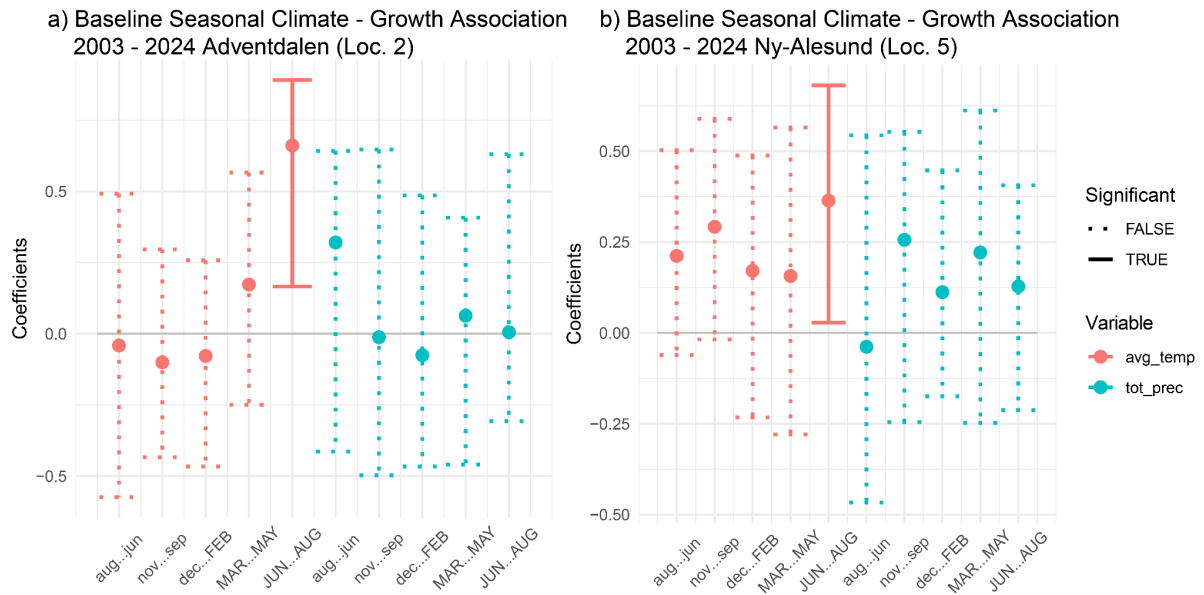 a) Baseline Seasonal Climate - Growth Association
2003 - 2024 Adventdalen (Loc. 2)
Coefficients
0.5
0.0
−0.5
aug...jun
nov...sep
dec...FEB
MAR...MAY
JUN...AUG
aug...jun
nov...sep
dec...FEB
MAR...MAY
JUN...AUG
b) Baseline Seasonal Climate - Growth Association
2003 - 2024 Ny-Alesund (Loc. 5)
Coefficients
0.50
0.25
0.00
−0.25
−0.50
aug...jun
nov...sep
dec...FEB
MAR...MAY
JUN...AUG
aug...jun
nov...sep
dec...FEB
MAR...MAY
JUN...AUG
Significant
FALSE
TRUE
Variable
avg_temp
tot_prec